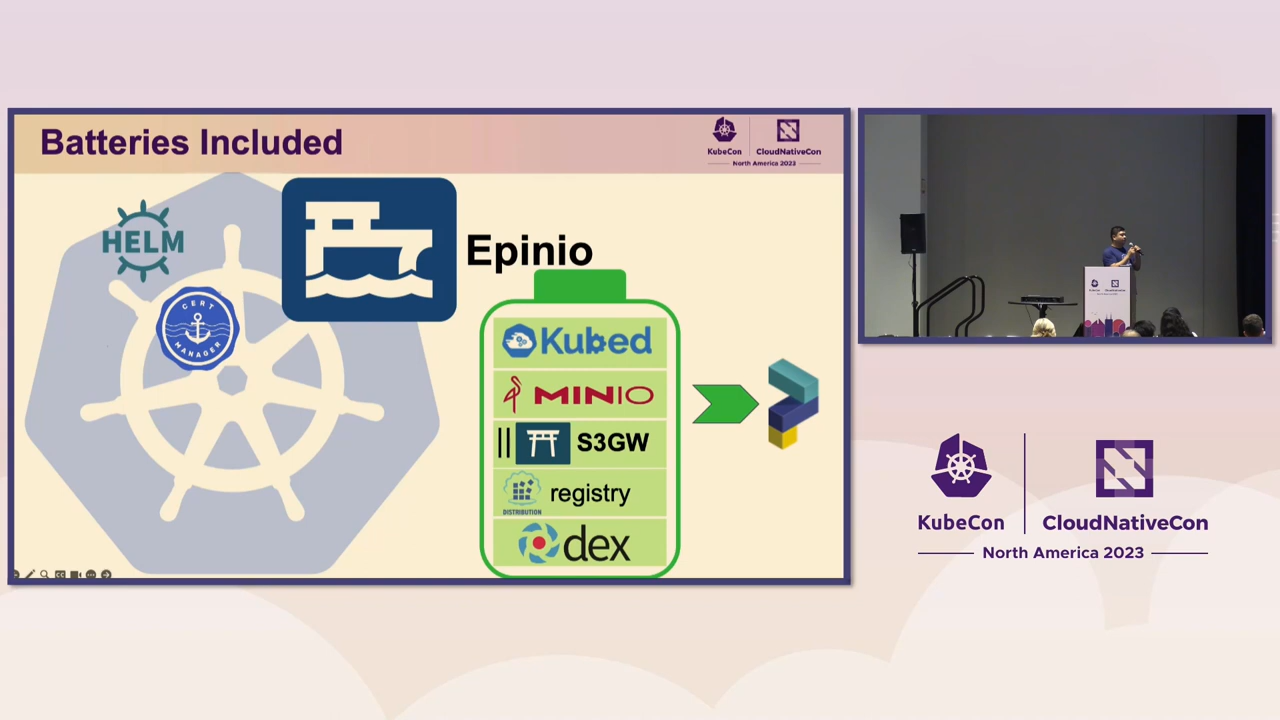 Batteries Included
KubeCon
CloudNativeCon
North America 2023
HELM
CERT
MANAGER
Epinio
Kubed
MINIO
|| S3GW
registry
DISTRIBUTION
dex
KubeCon
CloudNativeCon
North America 2023